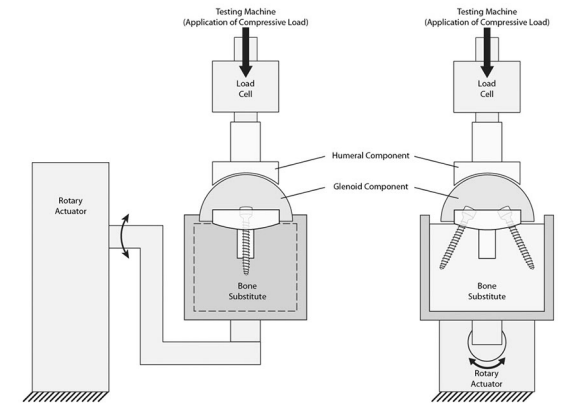 Testing Machine
(Application of Compressive Load)
Load
Cell
Rotary
Actuator
Bone
Substitute
Humeral Component
Glenoid Component
Testing Machine
(Application of Compressive Load)
Load
Cell
Bone
Substitute
Rotary
Actuator